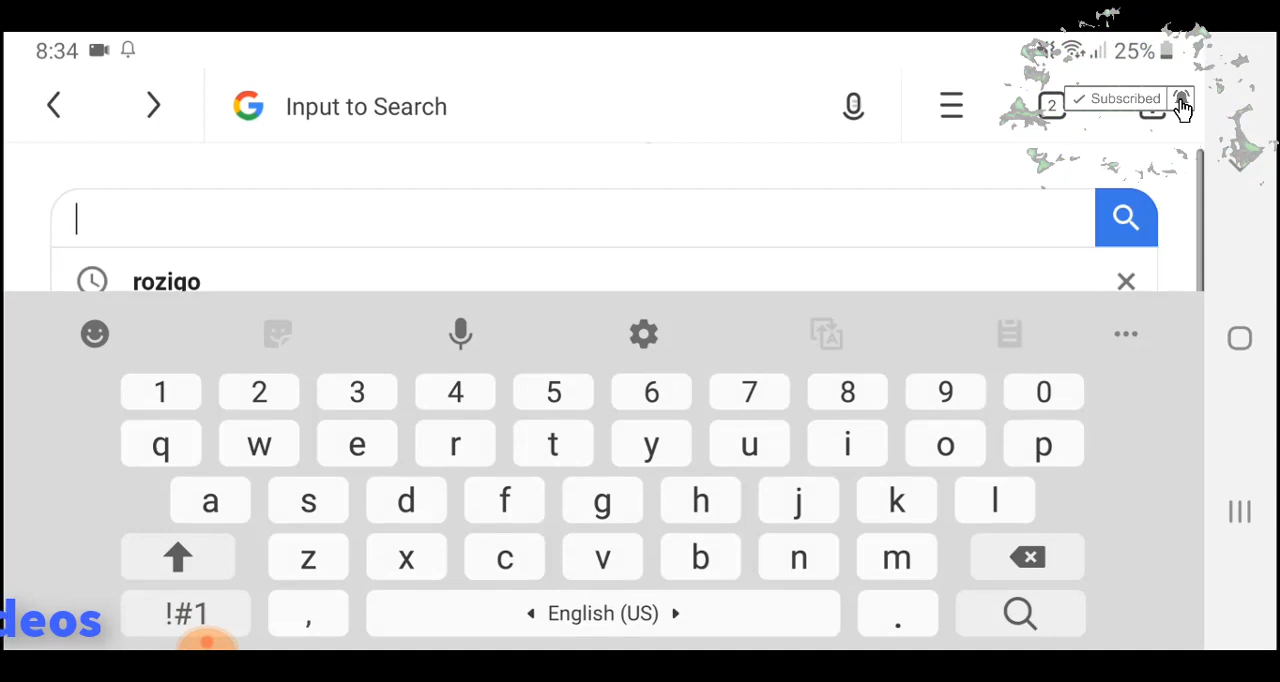 8:34
25%
Input to Search
2
Subscribed
rozigo
1 2 3 4 5 6 7 8 9 0
q w e r t y u i o p
a s d f g h j k l
z x c v b n m
!#1 , English (US) .
deos